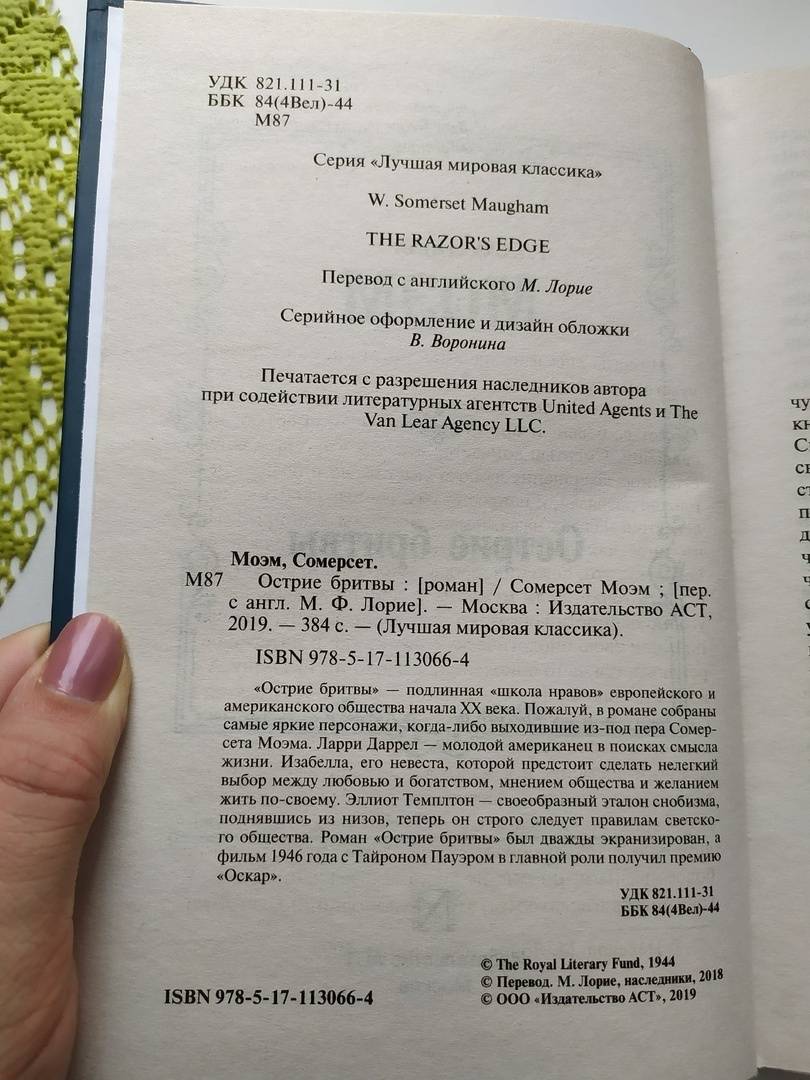 УДК 821.111-31
ББК 84(4Вел)-44
М87
Серия «Лучшая мировая классика»
W. Somerset Maugham
THE RAZOR'S EDGE
Перевод с английского М. Лорие
Серийное оформление и дизайн обложки
В. Воронина
Печатается с разрешения наследников автора
при содействии литературных агентств United Agents и The
Van Lear Agency LLC.
Моэм, Сомерсет.
М87 Острие бритвы : [роман] / Сомерсет Моэм ; [пер.
с англ. М. Ф. Лорие]. — Москва : Издательство АСТ,
2019. — 384 с. — (Лучшая мировая классика).
ISBN 978-5-17-113066-4
«Острие бритвы» — подлинная «школа нравов» европейского и
американского общества начала XX века. Пожалуй, в романе собраны
самые яркие персонажи, когда-либо выходившие из-под пера Сомер-
сета Моэма. Ларри Даррел — молодой американец в поисках смысла
жизни. Изабелла, его невеста, которой предстоит сделать нелегкий
выбор между любовью и богатством, мнением общества и желанием
жить по-своему. Эллиот Темплтон — своеобразный эталон снобизма,
поднявшись из низов, теперь он строго следует правилам светско-
го общества. Роман «Острие бритвы» был дважды экранизирован, а
фильм 1946 года с Тайроном Пауэром в главной роли получил премию
«Оскар».
УДК 821.111-31
ББК 84(4Вел)-44
© The Royal Literary Fund, 1944
© Перевод. М. Лорие, наследники, 2018
ISBN 978-5-17-113066-4 © ООО «Издательство АСТ», 2019